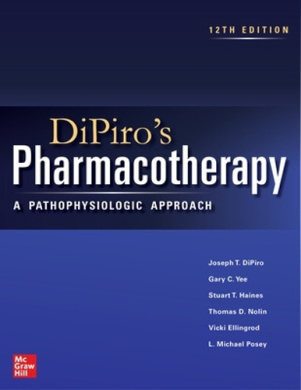 12TH EDITION
DiPiro's
Pharmacotherapy
A PATHOPHYSIOLOGIC APPROACH
Joseph T. DiPiro
Gary C. Yee
Stuart T. Haines
Thomas D. Nolin
Vicki Ellingrod
L. Michael Posey
Mc
Graw
Hill